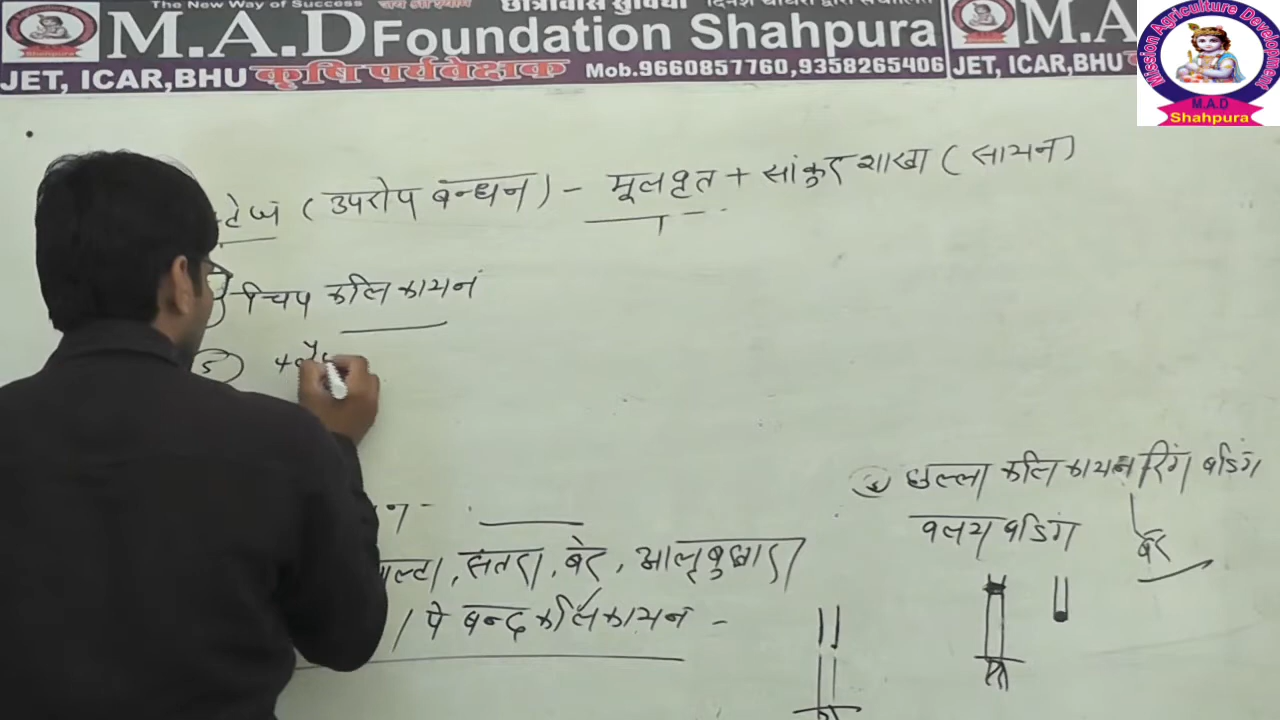 The New Way of Success जय श्री श्याम छात्रावास सुविधा
M.A.D Foundation Shahpura M.A
JET, ICAR,BHU कृषि पर्यवेक्षक Mob.9660857760,9358265406 JET, ICAR,BHU
Mission Agriculture Development
M.A.D
Shahpura
(उपरोप बन्धन) - मूलवृत + सांकुर शाखा (सायन)
चिप कलिकायनं
5
छल्ला कलिकायन रिंग बडिंग
वलय बडिंग
बेर
माल्टा, संतरा, बेर, आलूबुखारा
पेबन्द कलिकायन -